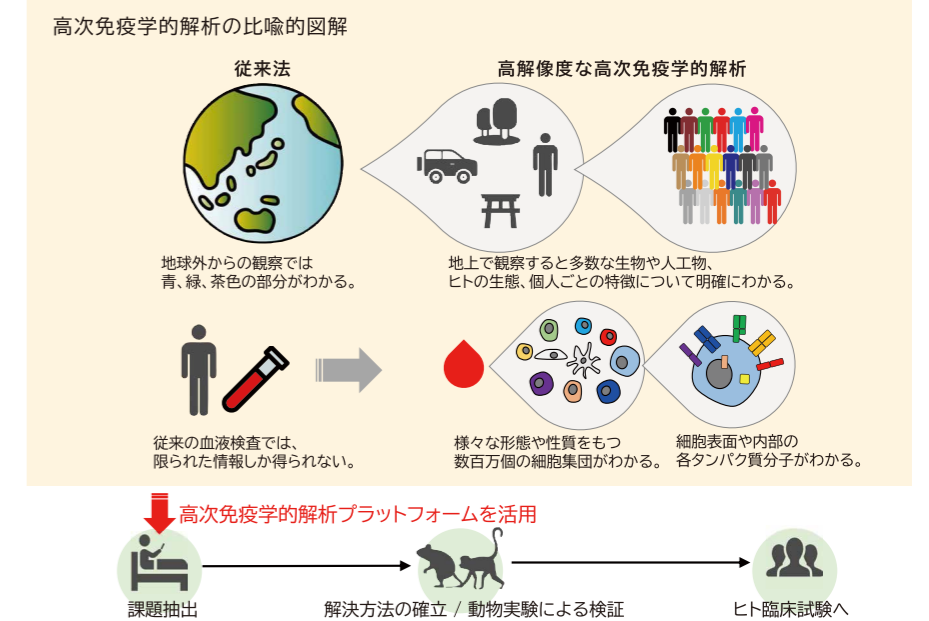 高次免疫学的解析の比喩的図解
従来法
高解像度な高次免疫学的解析
地球外からの観察では
青、緑、茶色の部分がわかる。
地上で観察すると多数な生物や人工物、
ヒトの生態、個人ごとの特徴について明確にわかる。
従来の血液検査では、
限られた情報しか得られない。
様々な形態や性質をもつ
数百万個の細胞集団がわかる。
細胞表面や内部の
各タンパク質分子がわかる。
高次免疫学的解析プラットフォームを活用
課題抽出
解決方法の確立 / 動物実験による検証
ヒト臨床試験へ